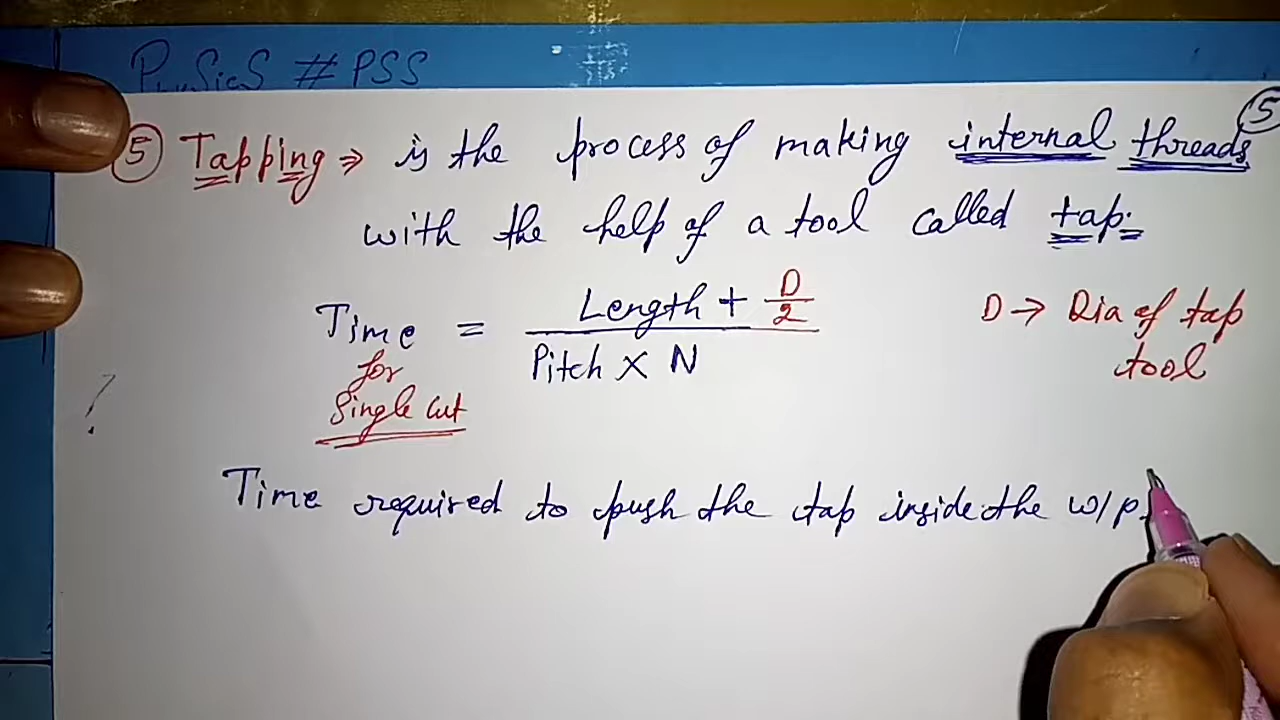 PhysicS # PSS
5
5 Tapping ⇒ is the process of making internal threads
with the help of a tool called tap.
Time = Length + D/2
Pitch × N
for
Single cut
D → Dia of tap
tool
Time required to push the tap inside the w/p.